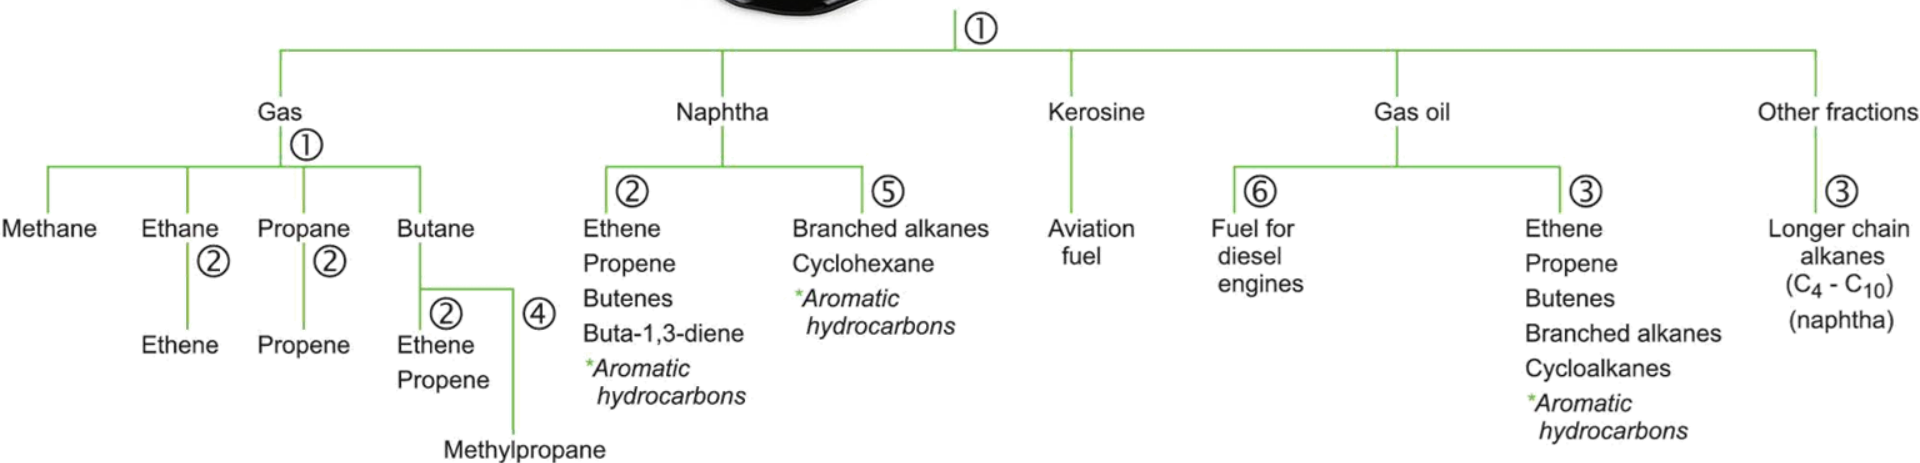 ①
Gas
Naphtha
Kerosine
Gas oil
Other fractions
①
②
⑤
⑥
③
③
Methane
Ethane
Propane
Butane
Ethene
Propene
Butenes
Buta-1,3-diene
*Aromatic
hydrocarbons
Branched alkanes
Cyclohexane
*Aromatic
hydrocarbons
Aviation
fuel
Fuel for
diesel
engines
Ethene
Propene
Butenes
Branched alkanes
Cycloalkanes
*Aromatic
hydrocarbons
Longer chain
alkanes
(C₄ - C₁₀)
(naphtha)
②
②
②
④
Ethene
Propene
Ethene
Propene
Methylpropane